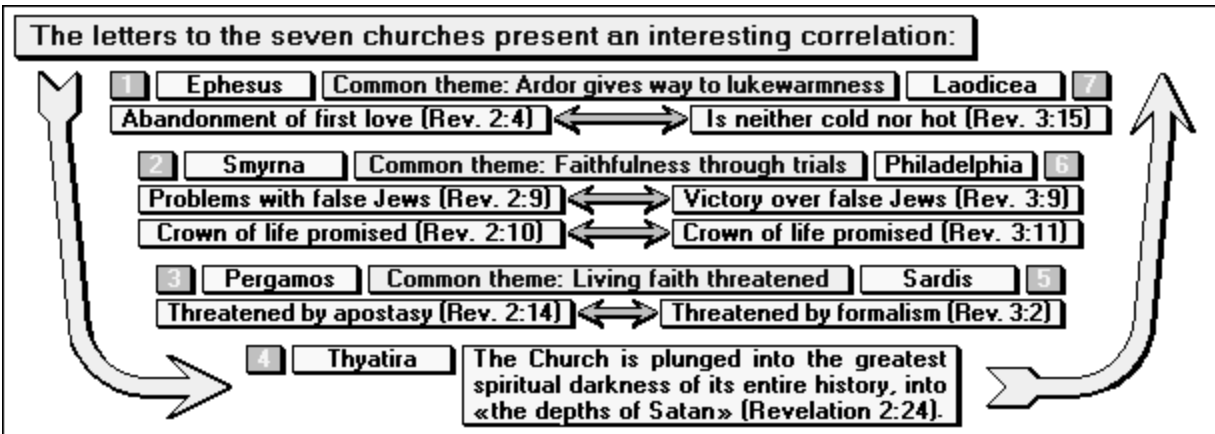 The letters to the seven churches present an interesting correlation:
1 Ephesus Common theme: Ardor gives way to lukewarmness Laodicea 7
Abandonment of first love (Rev. 2:4) Is neither cold nor hot (Rev. 3:15)
2 Smyrna Common theme: Faithfulness through trials Philadelphia 6
Problems with false Jews (Rev. 2:9) Victory over false Jews (Rev. 3:9)
Crown of life promised (Rev. 2:10) Crown of life promised (Rev. 3:11)
3 Pergamos Common theme: Living faith threatened Sardis 5
Threatened by apostasy (Rev. 2:14) Threatened by formalism (Rev. 3:2)
4 Thyatira The Church is plunged into the greatest
spiritual darkness of its entire history, into
«the depths of Satan» (Revelation 2:24).